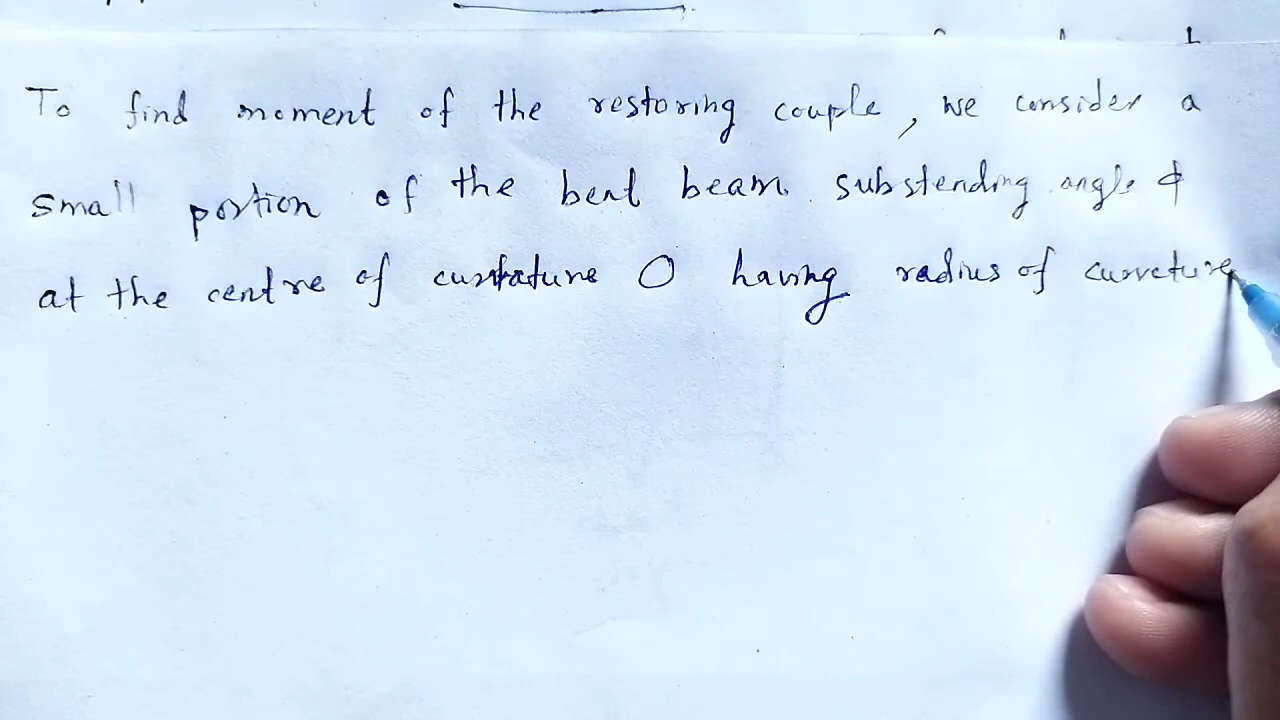 To find moment of the restoring couple, we consider a
small portion of the bent beam substending angle ϕ
at the centre of curvature O having radius of curveture